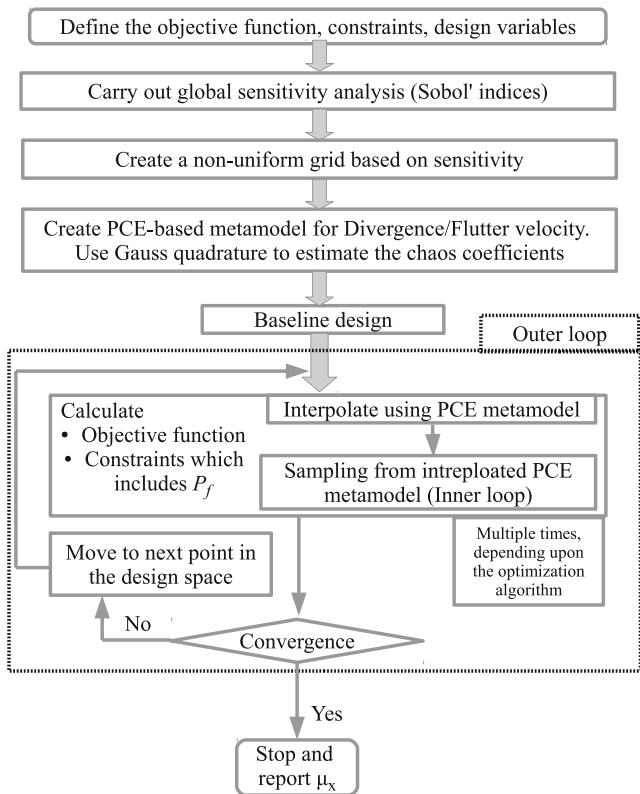 Define the objective function, constraints, design variables
Carry out global sensitivity analysis (Sobol' indices)
Create a non-uniform grid based on sensitivity
Create PCE-based metamodel for Divergence/Flutter velocity.
Use Gauss quadrature to estimate the chaos coefficients
Baseline design
Outer loop
Calculate
• Objective function
• Constraints which
includes P_f
Interpolate using PCE metamodel
Sampling from intreploated PCE
metamodel (Inner loop)
Multiple times,
depending upon
the optimization
algorithm
Move to next point in
the design space
No
Convergence
Yes
Stop and
report μ_x